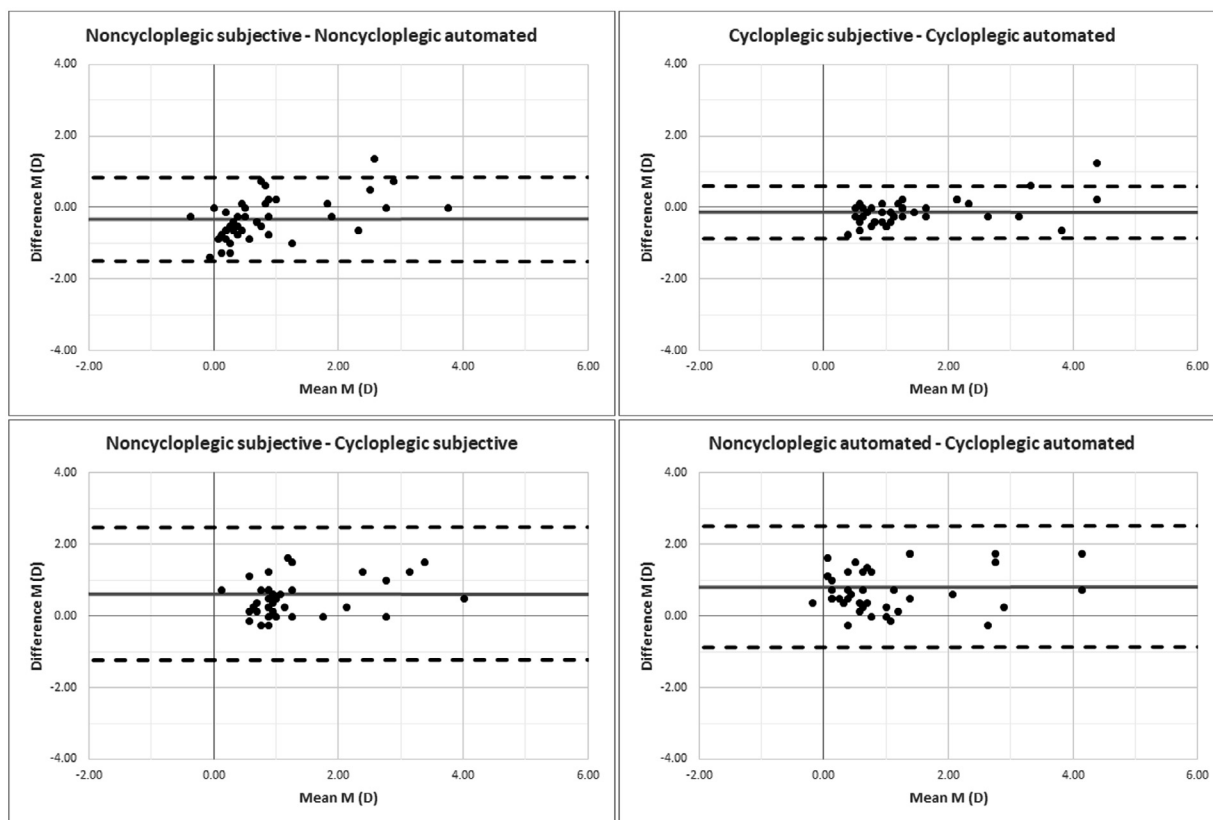 Noncycloplegic subjective - Noncycloplegic automated
4.00
2.00
0.00
-2.00
-4.00
Difference M (D)
-2.00 0.00 2.00 4.00 6.00
Mean M (D)
Cycloplegic subjective - Cycloplegic automated
4.00
2.00
0.00
-2.00
-4.00
Difference M (D)
-2.00 0.00 2.00 4.00 6.00
Mean M (D)
Noncycloplegic subjective - Cycloplegic subjective
4.00
2.00
0.00
-2.00
-4.00
Difference M (D)
-2.00 0.00 2.00 4.00 6.00
Mean M (D)
Noncycloplegic automated - Cycloplegic automated
4.00
2.00
0.00
-2.00
-4.00
Difference M (D)
-2.00 0.00 2.00 4.00 6.00
Mean M (D)